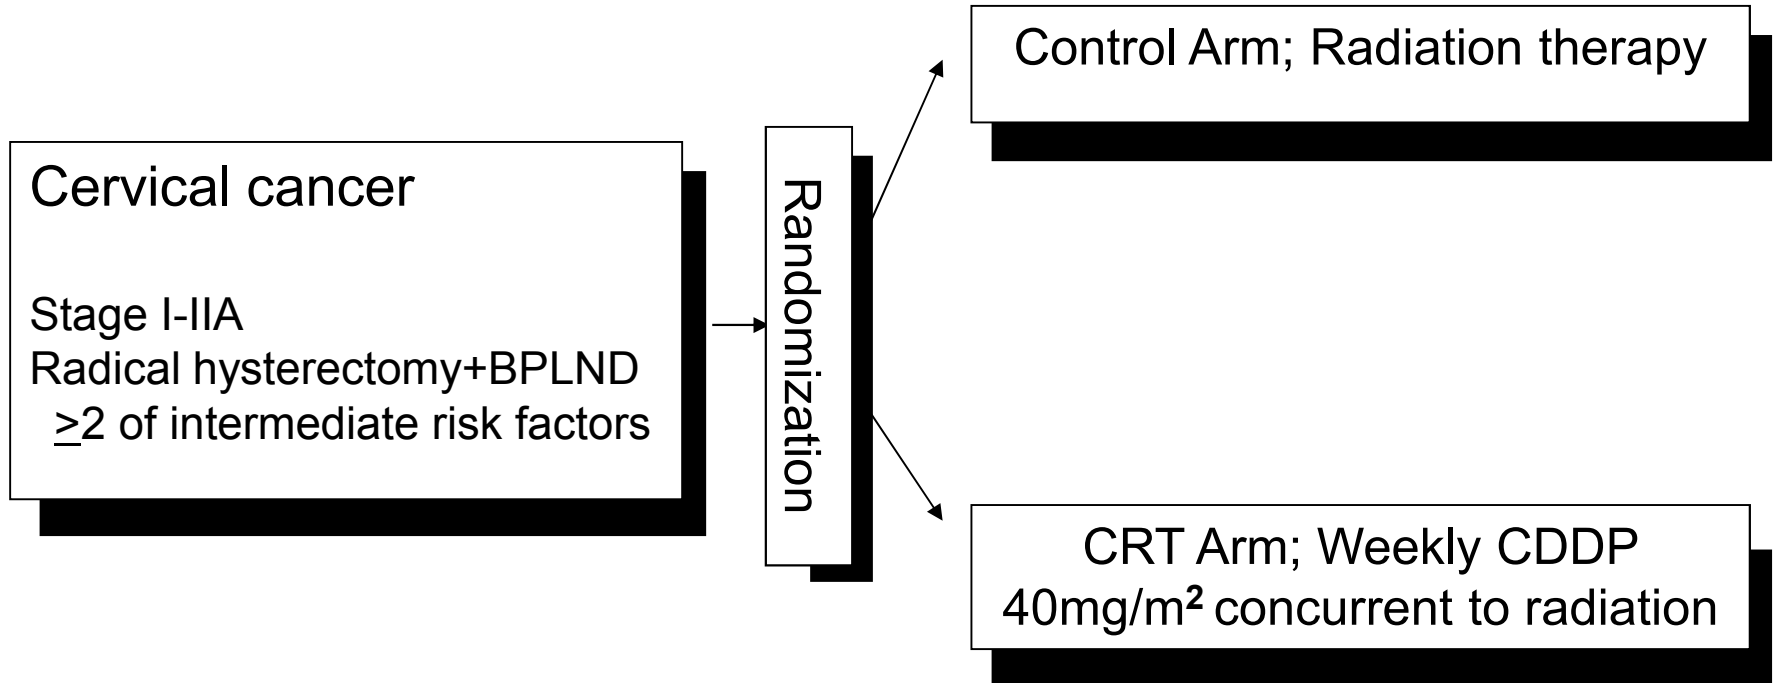 Cervical cancer
Stage I-IIA
Radical hysterectomy+BPLND
≥2 of intermediate risk factors
Randomization
Control Arm; Radiation therapy
CRT Arm; Weekly CDDP
40mg/m² concurrent to radiation